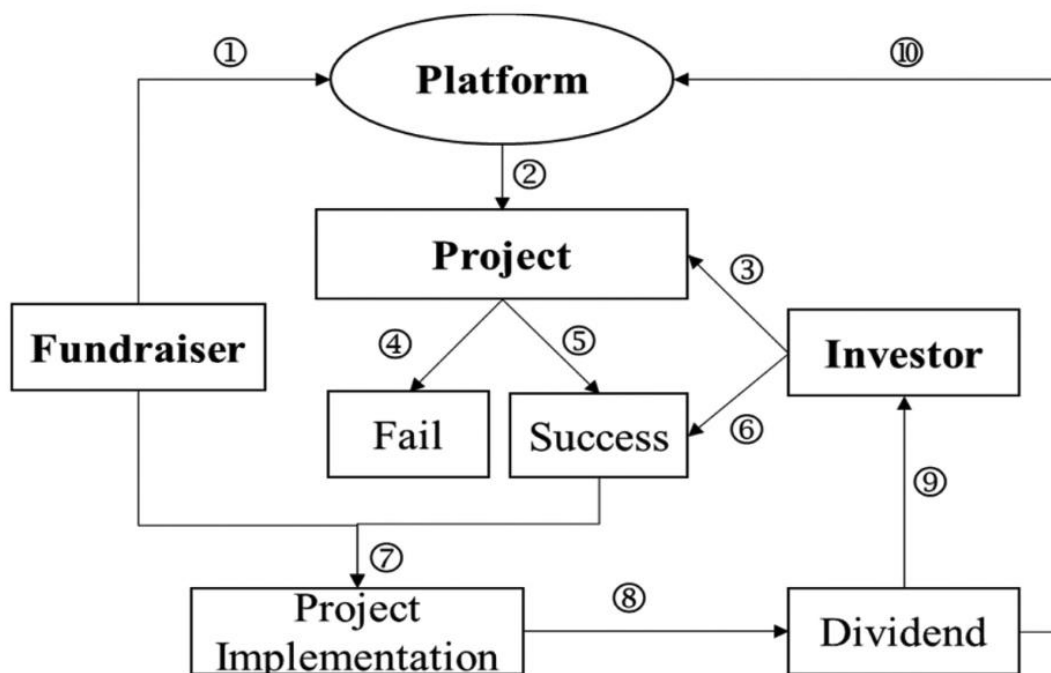 ①
⑩
Platform
②
Project
③
Fundraiser
④
⑤
Investor
Fail
Success
⑥
⑨
⑦
Project
Implementation
⑧
Dividend